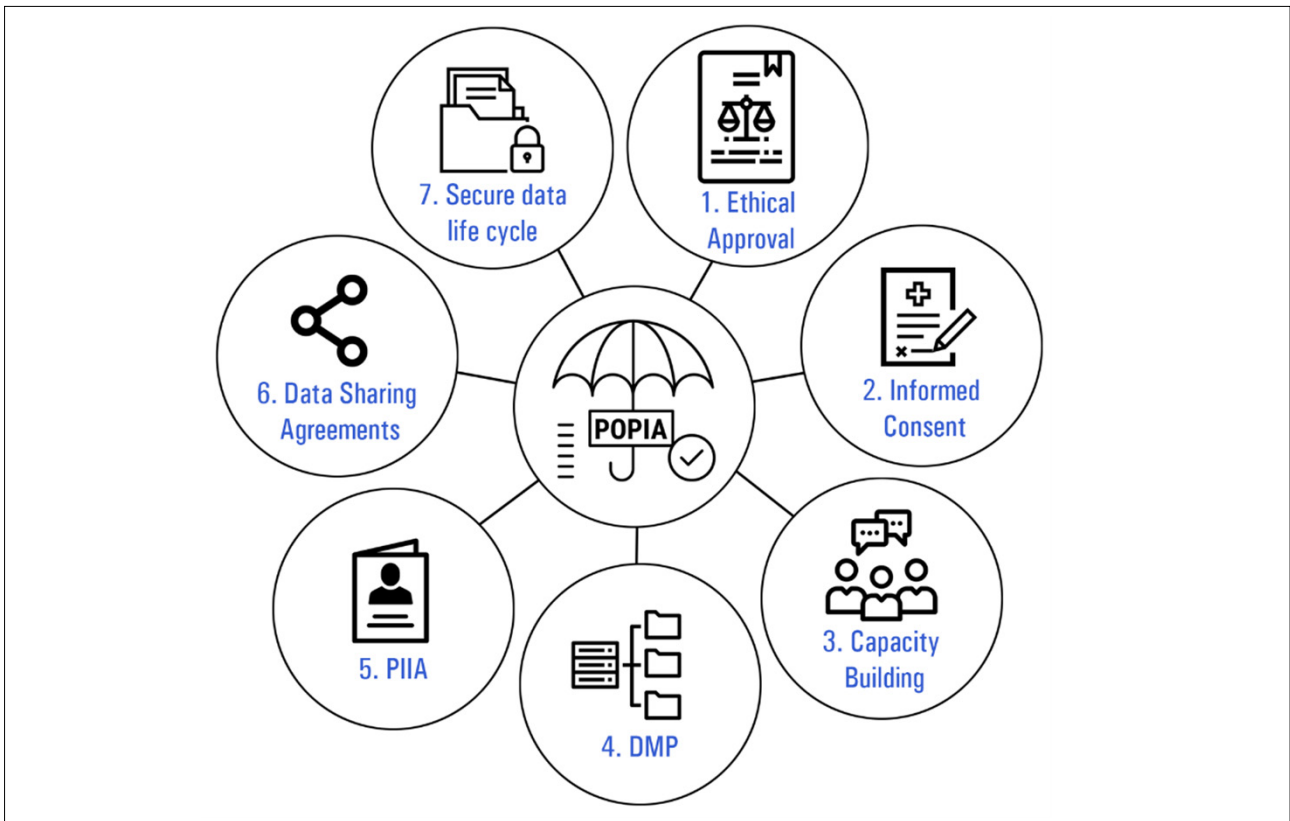 1. Ethical
Approval
2. Informed
Consent
3. Capacity
Building
4. DMP
5. PIIA
6. Data Sharing
Agreements
7. Secure data
life cycle
POPIA